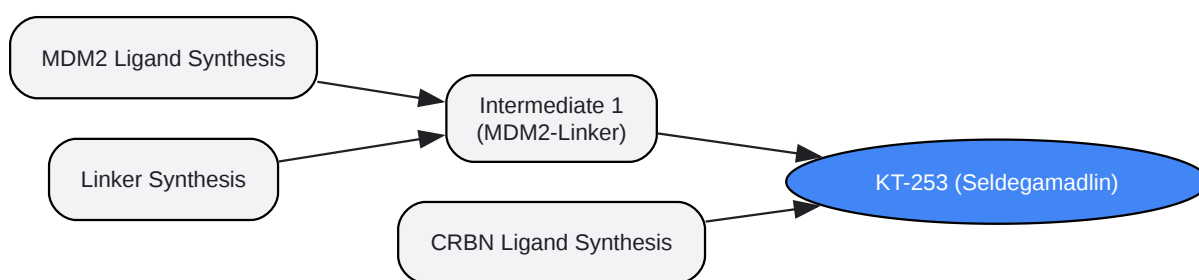 MDM2 Ligand Synthesis
Linker Synthesis
Intermediate 1
(MDM2-Linker)
CRBN Ligand Synthesis
KT-253 (Seldegamadlin)